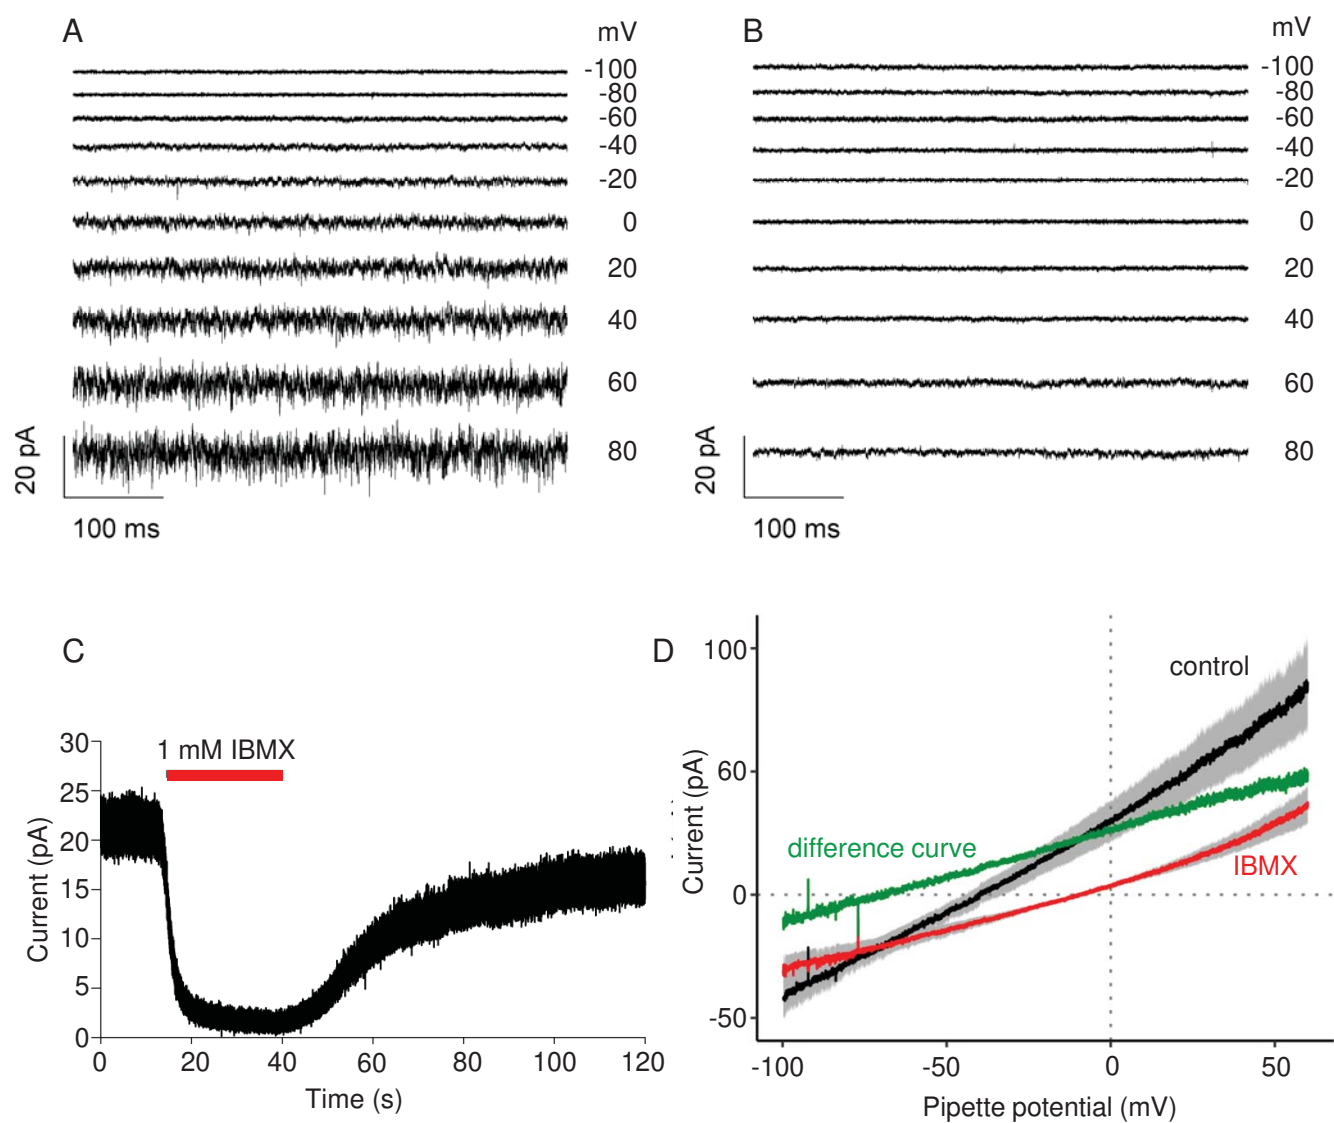 A
mV
-100
-80
-60
-40
-20
0
20
40
60
80
20 pA
100 ms
B
mV
-100
-80
-60
-40
-20
0
20
40
60
80
20 pA
100 ms
C
1 mM IBMX
30
25
20
15
10
5
0
Current (pA)
0 20 40 60 80 100 120
Time (s)
D
100
60
0
-50
Current (pA)
control
difference curve
IBMX
-100 -50 0 50
Pipette potential (mV)